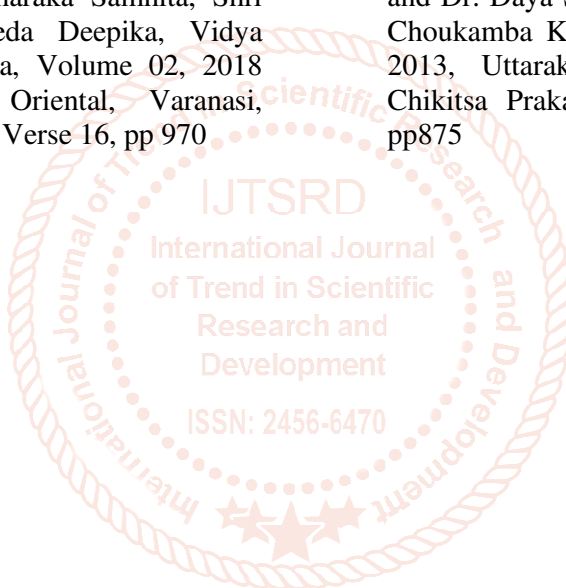 Samhita, Shri
eda Deepika, Vidya
a, Volume 02, 2018
Oriental, Varanasi,
Verse 16, pp 970
and Dr. Daya
Choukamba K
2013, Uttarak
Chikitsa Praka
pp875
International Journal of Trend in Scientific Research and Development
IJTSRD
International Journal
of Trend in Scientific
Research and
Development
ISSN: 2456-6470